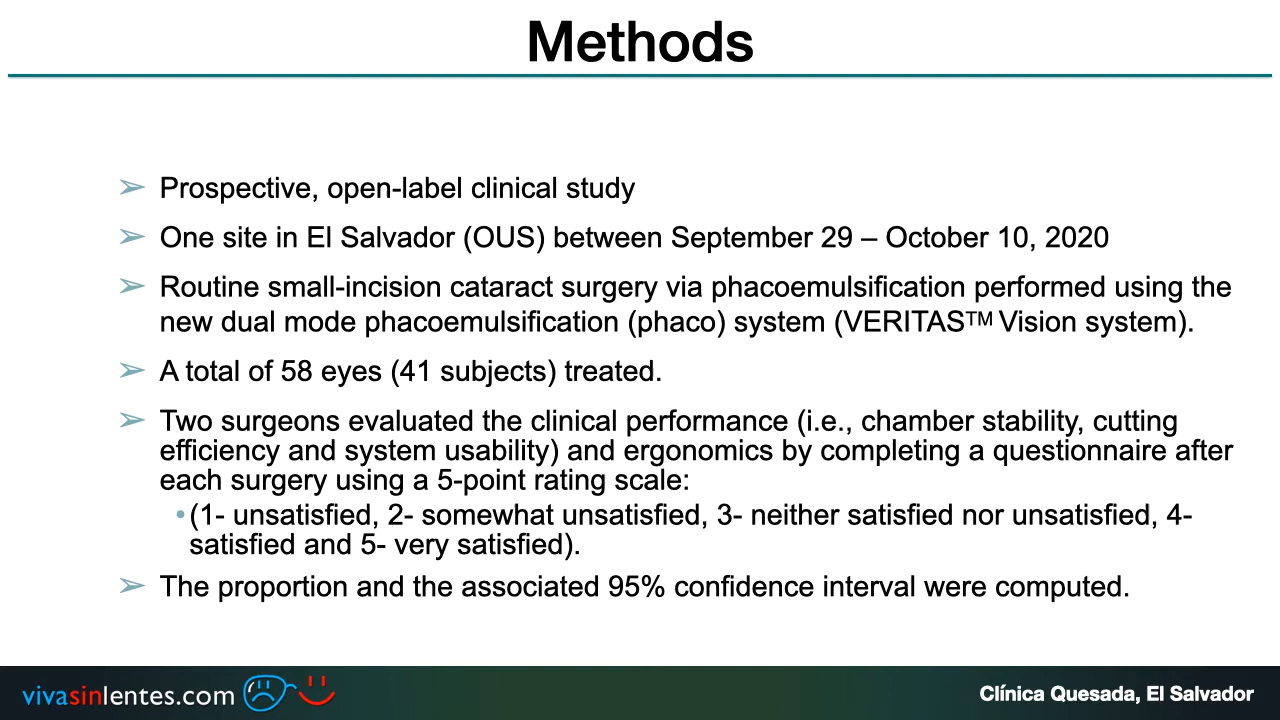 Methods
➢ Prospective, open-label clinical study
➢ One site in El Salvador (OUS) between September 29 – October 10, 2020
➢ Routine small-incision cataract surgery via phacoemulsification performed using the
new dual mode phacoemulsification (phaco) system (VERITAS™ Vision system).
➢ A total of 58 eyes (41 subjects) treated.
➢ Two surgeons evaluated the clinical performance (i.e., chamber stability, cutting
efficiency and system usability) and ergonomics by completing a questionnaire after
each surgery using a 5-point rating scale:
• (1- unsatisfied, 2- somewhat unsatisfied, 3- neither satisfied nor unsatisfied, 4-
satisfied and 5- very satisfied).
➢ The proportion and the associated 95% confidence interval were computed.
vivasinlentes.com
Clínica Quesada, El Salvador